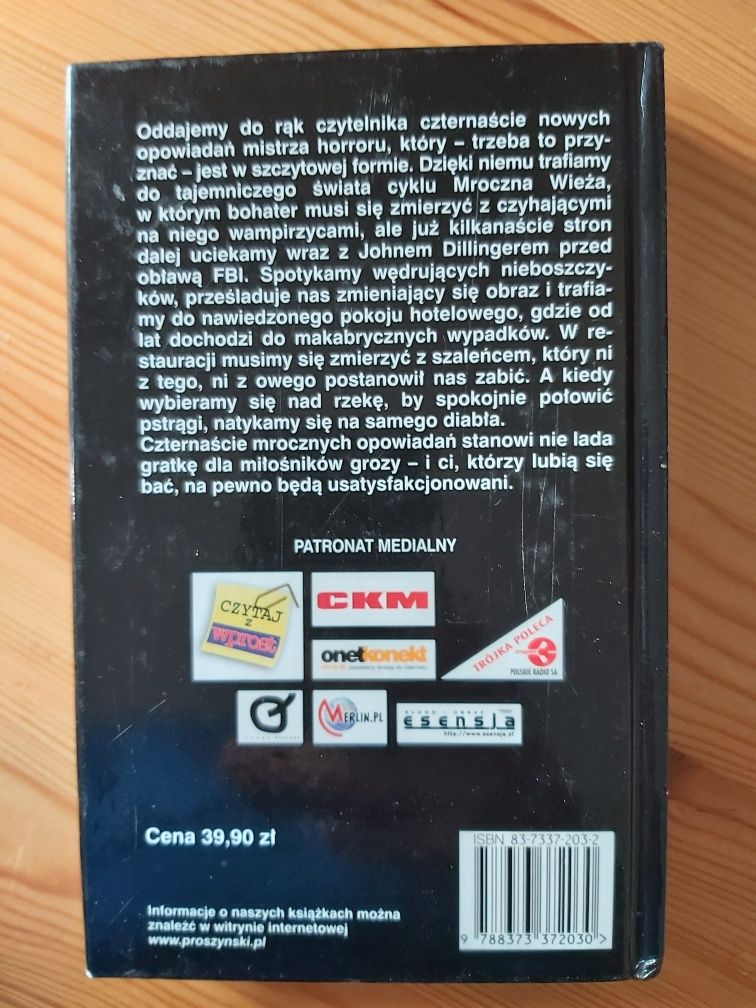 Oddajemy do rąk czytelnika czternaście nowych
opowiadań mistrza horroru, który – trzeba to przy-
znać – jest w szczytowej formie. Dzięki niemu trafiamy
do tajemniczego świata cyklu Mroczna Wieża,
w którym bohater musi się zmierzyć z czyhającymi
na niego wampirzycami, ale już kilkanaście stron
dalej uciekamy wraz z Johnem Dillingerem przed
obławą FBI. Spotykamy wędrujących nieboszczy-
ków, prześladuje nas zmieniający się obraz i trafia-
my do nawiedzonego pokoju hotelowego, gdzie od
lat dochodzi do makabrycznych wypadków. W re-
stauracji musimy się zmierzyć z szaleńcem, który ni
z tego, ni z owego postanowił nas zabić. A kiedy
wybieramy się nad rzekę, by spokojnie połowić
pstrągi, natykamy się na samego diabła.
Czternaście mrocznych opowiadań stanowi nie lada
gratkę dla miłośników grozy – i ci, którzy lubią się
bać, na pewno będą usatysfakcjonowani.
PATRONAT MEDIALNY
CZYTAJ
z
wprost
CKM
onetkonekt
TRÓJKA POLECA
3
POLSKIE RADIO SA
MERLIN.PL
SŁOWO I OBRAZ
esensja
http://www.esensja.pl
Cena 39,90 zł
ISBN 83-7337-203-2
9 788373 372030 >
Informacje o naszych książkach można
znaleźć w witrynie internetowej
www.proszynski.pl